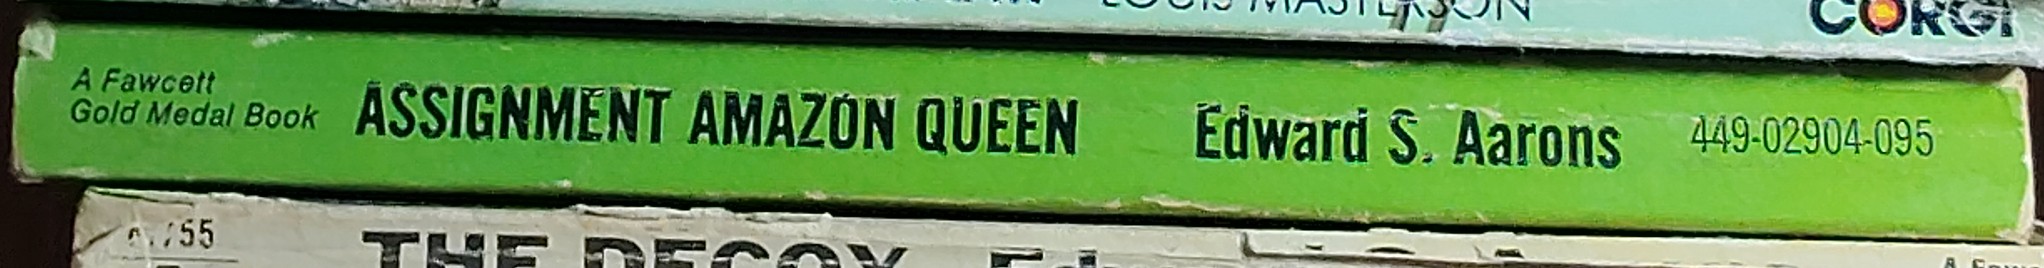 LOUIS MASTERSON
CORGI
A Fawcett
Gold Medal Book
ASSIGNMENT AMAZON QUEEN
Edward S. Aarons
449-02904-095
THE DECOY